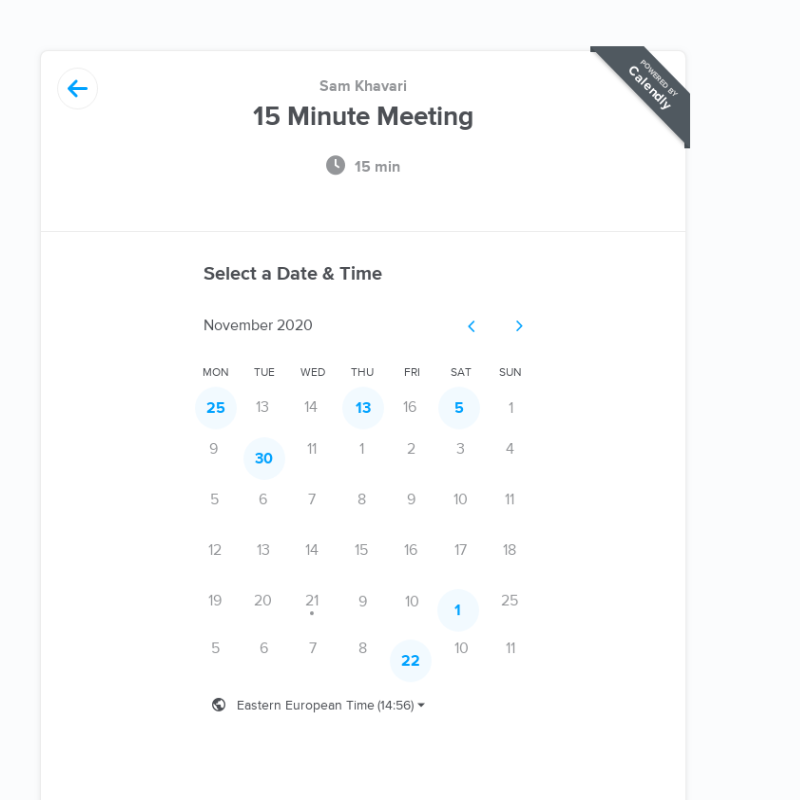 POWERED BY
Calendly
Sam Khavari
15 Minute Meeting
15 min
Select a Date & Time
November 2020
MON TUE WED THU FRI SAT SUN
25 13 14 13 16 5 1
9 30 11 1 2 3 4
5 6 7 8 9 10 11
12 13 14 15 16 17 18
19 20 21 9 10 1 25
5 6 7 8 22 10 11
Eastern European Time (14:56)